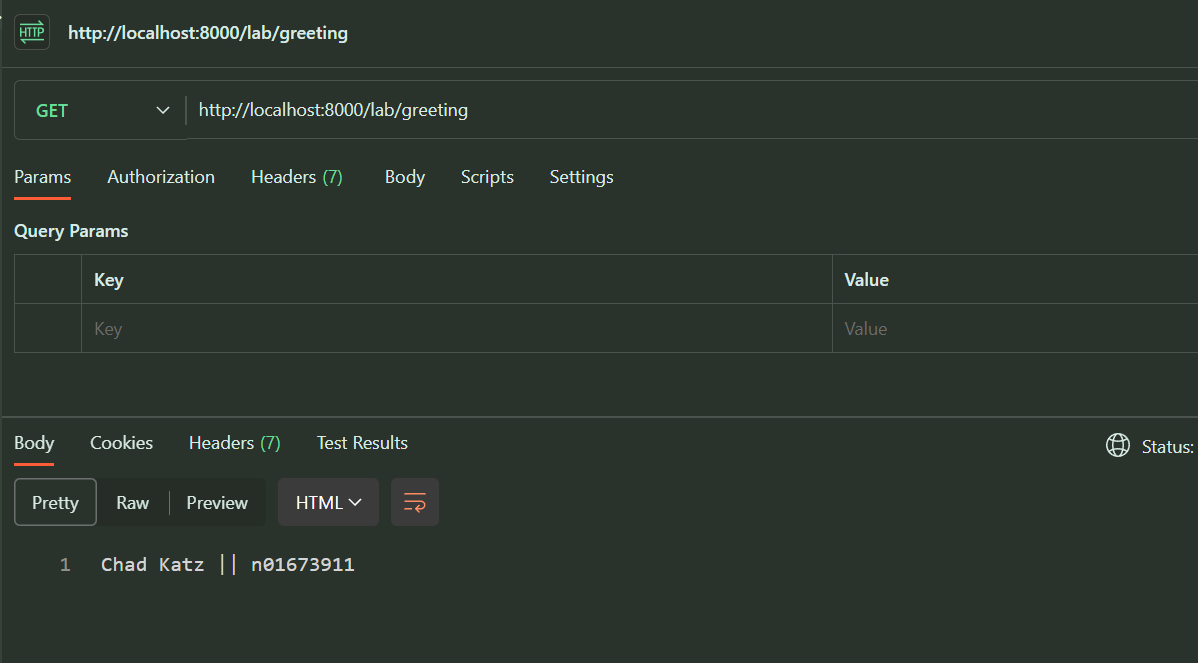 HTTP http://localhost:8000/lab/greeting
GET http://localhost:8000/lab/greeting
Params Authorization Headers (7) Body Scripts Settings
Query Params
Key Value
Key Value
Body Cookies Headers (7) Test Results Status:
Pretty Raw Preview HTML
1 Chad Katz || n01673911